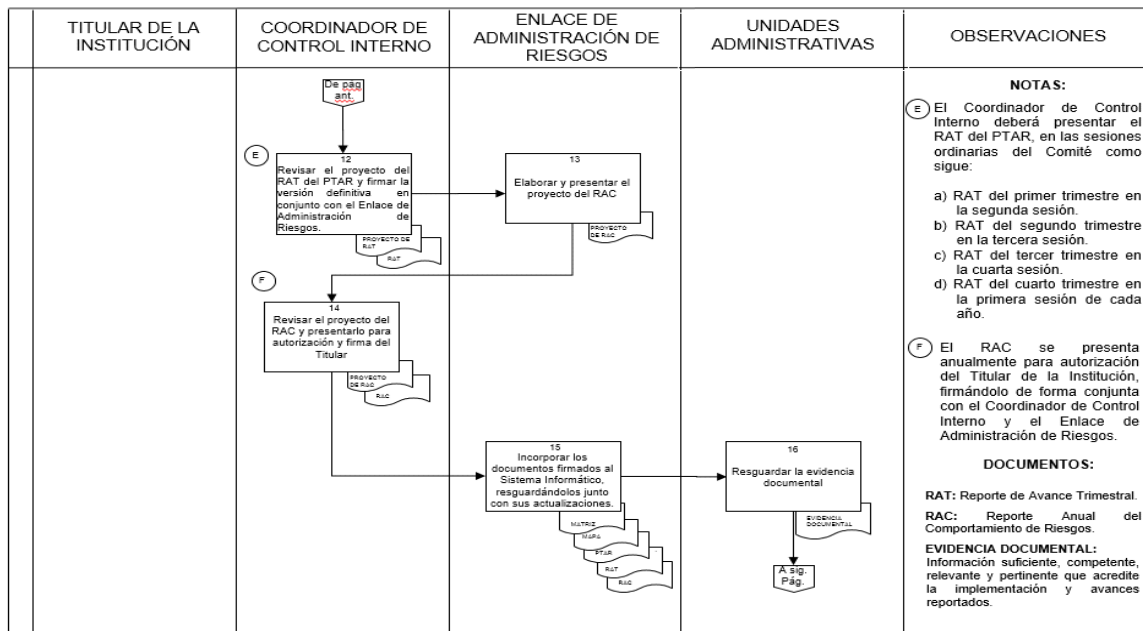 TITULAR DE LA
INSTITUCIÓN
COORDINADOR DE
CONTROL INTERNO
ENLACE DE
ADMINISTRACIÓN DE
RIESGOS
UNIDADES
ADMINISTRATIVAS
OBSERVACIONES
De pág
ant.
E
12
Revisar el proyecto del
RAT del PTAR y firmar la
versión definitiva en
conjunto con el Enlace de
Administración de
Riesgos.
PROYECTO DE
RAT
RAT
13
Elaborar y presentar el
proyecto del RAC
PROYECTO
DE RAC
F
14
Revisar el proyecto del
RAC y presentarlo para
autorización y firma del
Titular
PROYECTO
DE RAC
RAC
15
Incorporar los
documentos firmados al
Sistema Informático,
resguardándolos junto
con sus actualizaciones.
MATRIZ
MAPA
PTAR
RAT
RAC
16
Resguardar la evidencia
documental
EVIDENCIA
DOCUMENTAL
A sig.
Pág.
NOTAS:
E El Coordinador de Control
Interno deberá presentar el
RAT del PTAR, en las sesiones
ordinarias del Comité como
sigue:
a) RAT del primer trimestre en
la segunda sesión.
b) RAT del segundo trimestre
en la tercera sesión.
c) RAT del tercer trimestre en
la cuarta sesión.
d) RAT del cuarto trimestre en
la primera sesión de cada
año.
F El RAC se presenta
anualmente para autorización
del Titular de la Institución,
firmándolo de forma conjunta
con el Coordinador de Control
Interno y el Enlace de
Administración de Riesgos.
DOCUMENTOS:
RAT: Reporte de Avance Trimestral.
RAC: Reporte Anual del
Comportamiento de Riesgos.
EVIDENCIA DOCUMENTAL:
Información suficiente, competente,
relevante y pertinente que acredite
la implementación y avances
reportados.